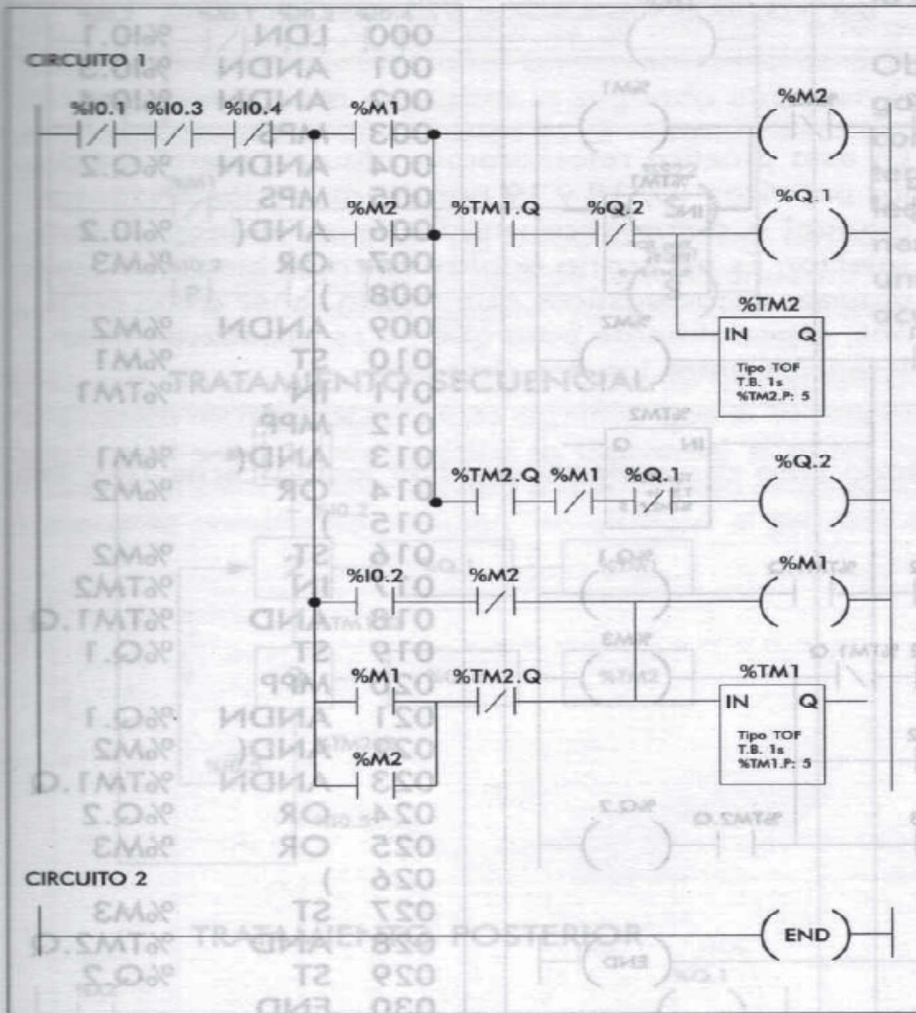 CIRCUITO 1
%I0.1 %I0.3 %I0.4 %M1 %M2
%M2 %TM1.Q %Q.2 %Q.1
%TM2
IN Q
Tipo TOF
T.B. 1s
%TM2.P: 5
%TM2.Q %M1 %Q.1 %Q.2
%I0.2 %M2 %M1
%M1 %TM2.Q %TM1
IN Q
Tipo TOF
T.B. 1s
%TM1.P: 5
%M2
CIRCUITO 2
END
TRATAMIENTO SECUENCIAL
TRATAMIENTO POSTERIOR
000 LDN %I0.1
001 ANDN %I0.3
002 ANDN %I0.4
003 MPS
004 ANDN %Q.2
005 MPS
006 AND( %I0.2
007 OR %M3
008 )
009 ANDN %M2
010 ST %M1
011 IN %TM1
012 MPP
013 AND( %M1
014 OR %M2
015 )
016 ST %M2
017 IN %TM2
018 AND %TM1.Q
019 ST %Q.1
020 MPP
021 ANDN %Q.1
022 AND( %M2
023 ANDN %TM1.Q
024 OR %Q.2
025 OR %M3
026 )
027 ST %M3
028 AND %TM2.Q
029 ST %Q.2
030 END